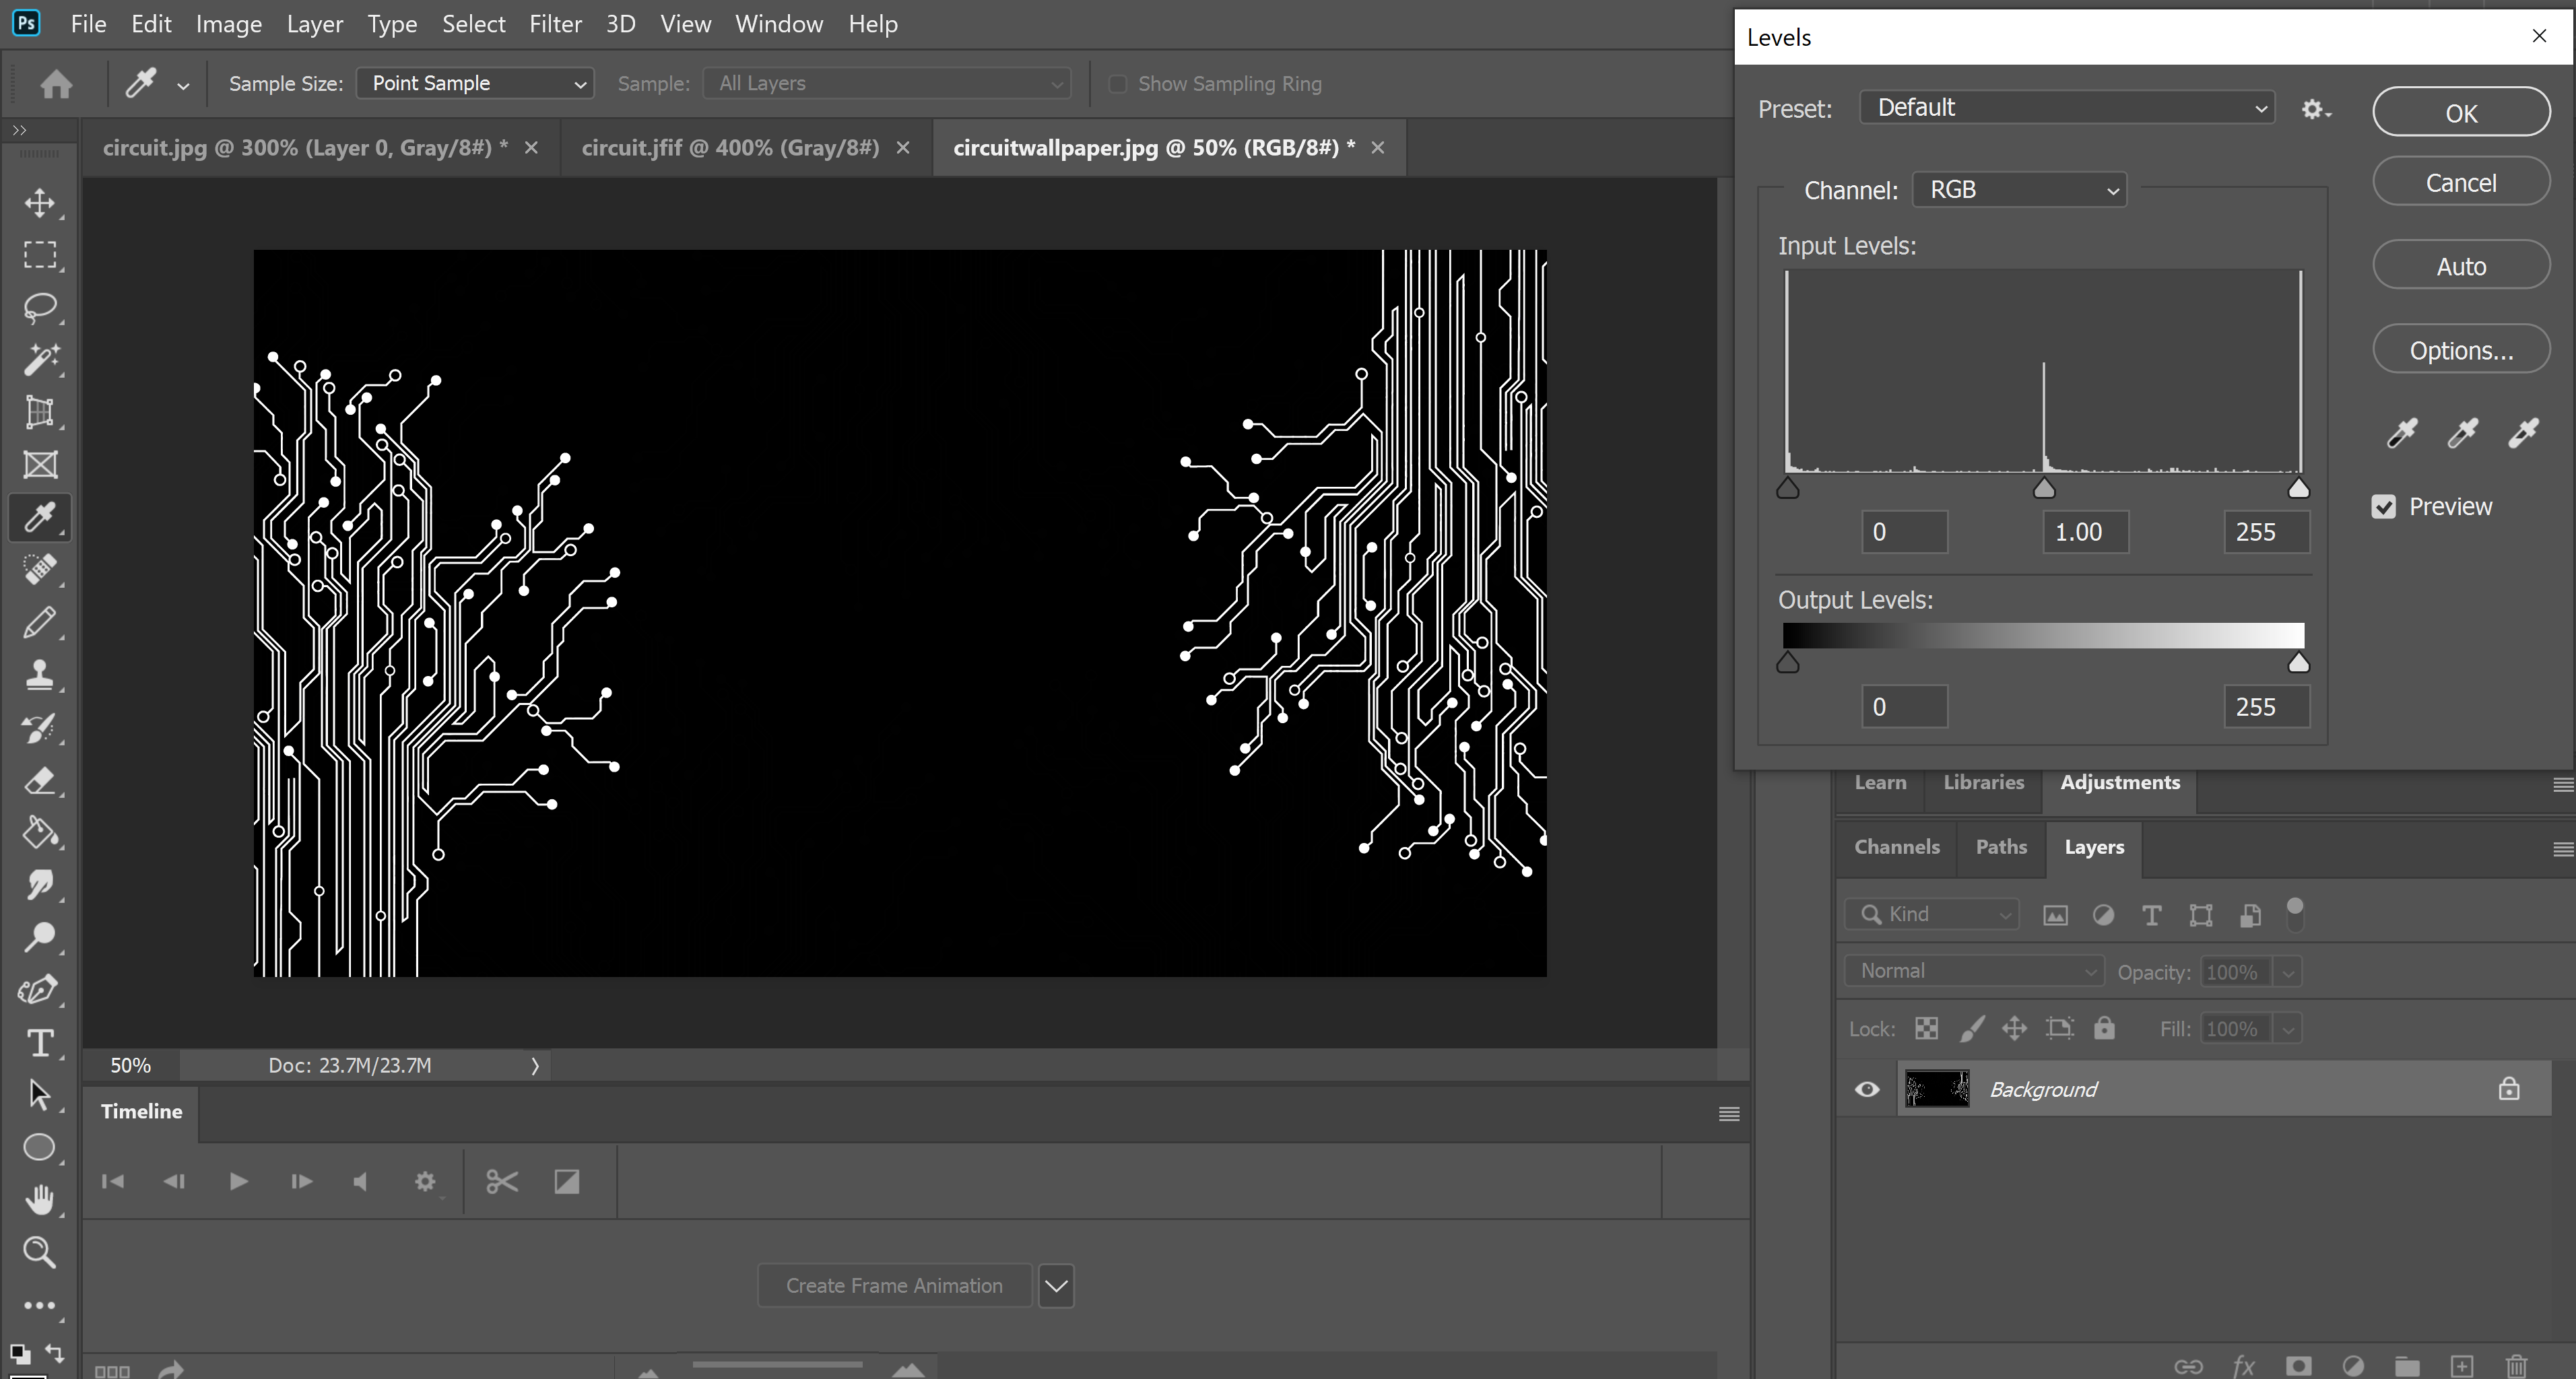 Ps File Edit Image Layer Type Select Filter 3D View Window Help
Sample Size: Point Sample Sample: All Layers Show Sampling Ring
circuit.jpg @ 300% (Layer 0, Gray/8#) * circuit.jfif @ 400% (Gray/8#) circuitwallpaper.jpg @ 50% (RGB/8#) *
Levels
Preset: Default
OK
Cancel
Channel: RGB
Auto
Input Levels:
Options...
Preview
0 1.00 255
Output Levels:
0 255
Learn Libraries Adjustments
Channels Paths Layers
Kind
Normal Opacity: 100%
Lock: Fill: 100%
Background
50% Doc: 23.7M/23.7M
Timeline
Create Frame Animation
fx